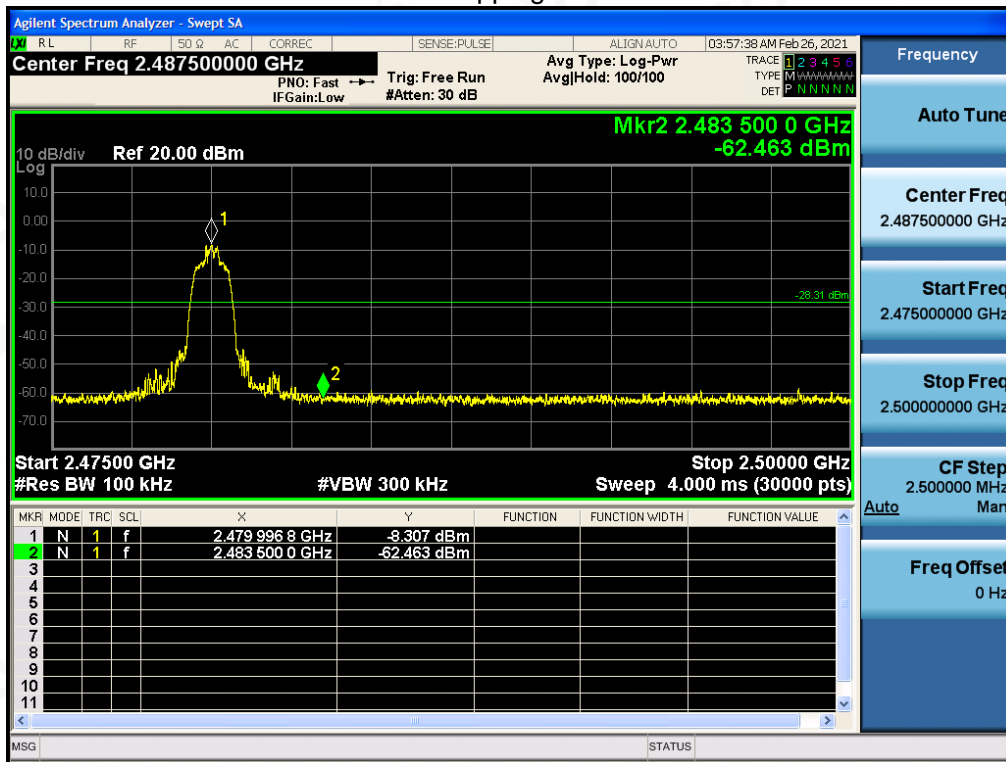 Agilent Spectrum Analyzer - Swept SA
LXI RL RF 50 Ω AC CORREC SENSE:PULSE ALIGN AUTO 03:57:38 AM Feb 26, 2021
Center Freq 2.487500000 GHz
PNO: Fast
IFGain:Low
Trig: Free Run
#Atten: 30 dB
Avg Type: Log-Pwr
Avg|Hold: 100/100
TRACE 1 2 3 4 5 6
TYPE M
DET P N N N N N
Mkr2 2.483 500 0 GHz
-62.463 dBm
10 dB/div Ref 20.00 dBm
Log
10.0
0.00
-10.0
-20.0
-30.0
-40.0
-50.0
-60.0
-70.0
1
-28.31 dBm
2
Start 2.47500 GHz Stop 2.50000 GHz
#Res BW 100 kHz #VBW 300 kHz Sweep 4.000 ms (30000 pts)
MKR MODE TRC SCL X Y FUNCTION FUNCTION WIDTH FUNCTION VALUE
1 N 1 f 2.479 996 8 GHz -8.307 dBm
2 N 1 f 2.483 500 0 GHz -62.463 dBm
3
4
5
6
7
8
9
10
11
MSG STATUS
Frequency
Auto Tune
Center Freq
2.487500000 GHz
Start Freq
2.475000000 GHz
Stop Freq
2.500000000 GHz
CF Step
2.500000 MHz
Auto Man
Freq Offset
0 Hz